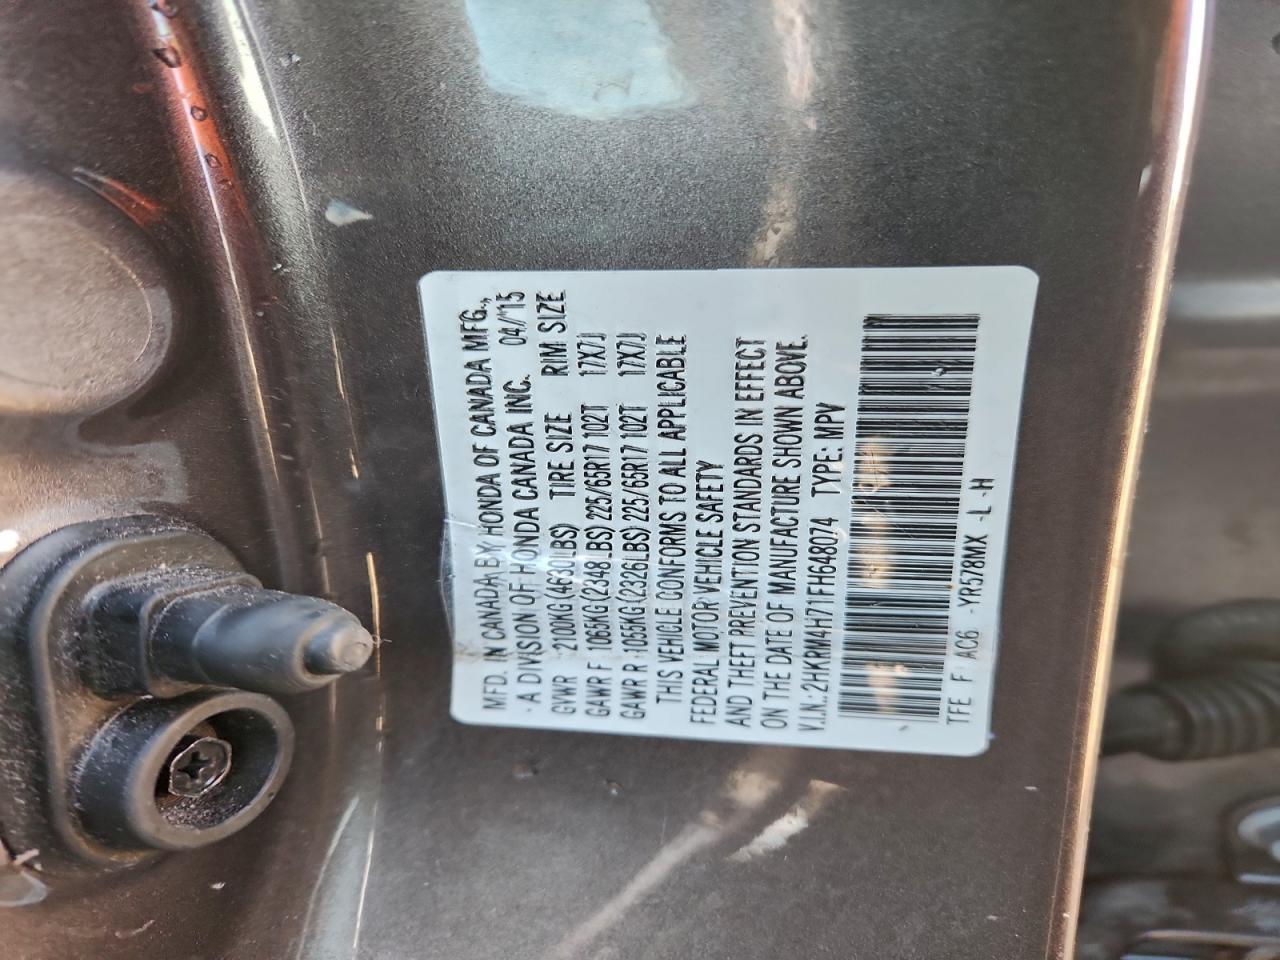 MFD. IN CANADA BY HONDA OF CANADA MFG.,
· A DIVISION OF HONDA CANADA INC. 04/'15
GVWR 2100KG(4630LBS) TIRE SIZE RIM SIZE
GAWR F 1065KG(2348LBS) 225/65R17 102T 17X7J
GAWR R 1055KG(2326LBS) 225/65R17 102T 17X7J
THIS VEHICLE CONFORMS TO ALL APPLICABLE
FEDERAL MOTOR VEHICLE SAFETY
AND THEFT PREVENTION STANDARDS IN EFFECT
ON THE DATE OF MANUFACTURE SHOWN ABOVE.
V.I.N.:2HKRM4H71FH648074 TYPE: MPV
TFE F AC6 -YR578MX -L -H